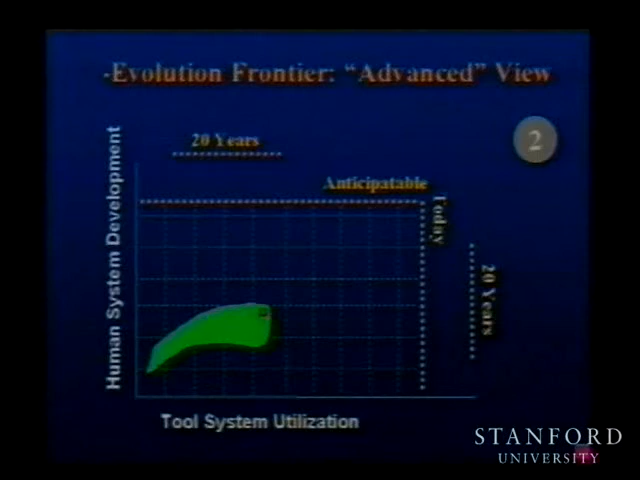 -Evolution Frontier: “Advanced” View
2
20 Years
Anticipatable
Today
20 Years
Human System Development
Tool System Utilization
STANFORD
UNIVERSITY